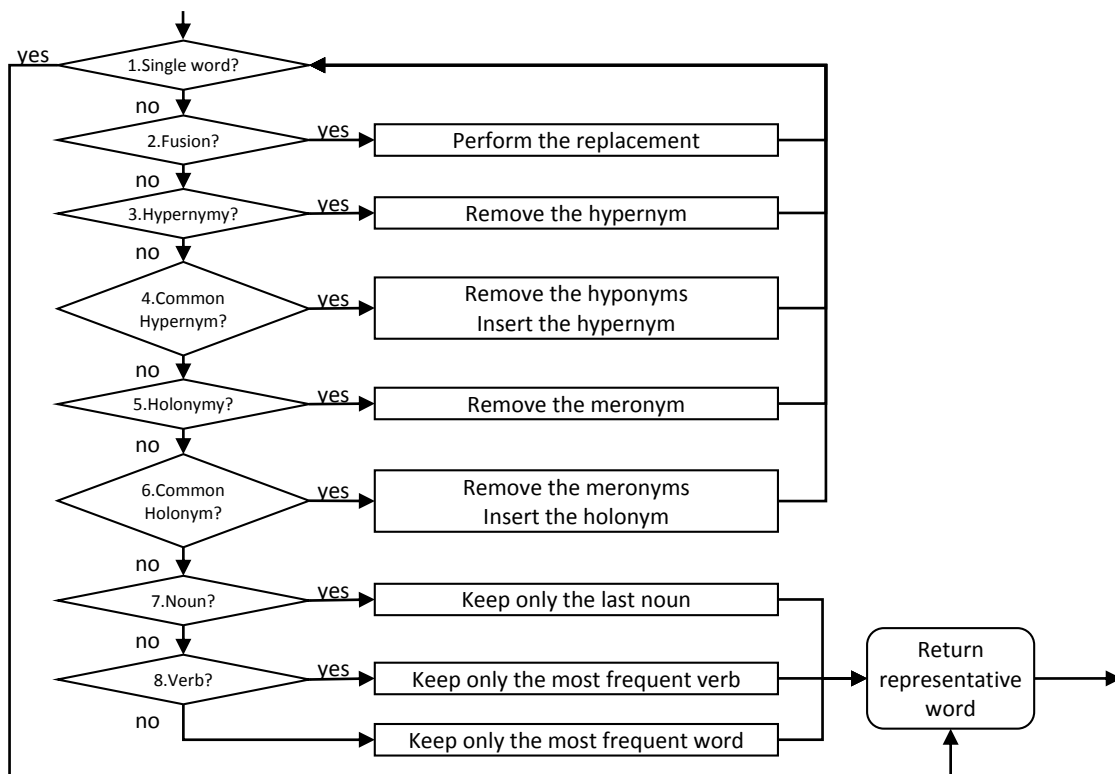 yes
1.Single word?
no
2.Fusion?
yes
Perform the replacement
no
3.Hypernymy?
yes
Remove the hypernym
no
4.Common
Hypernym?
yes
Remove the hyponyms
Insert the hypernym
no
5.Holonymy?
yes
Remove the meronym
no
6.Common
Holonym?
yes
Remove the meronyms
Insert the holonym
no
7.Noun?
yes
Keep only the last noun
no
8.Verb?
yes
Keep only the most frequent verb
no
Keep only the most frequent word
Return
representative
word